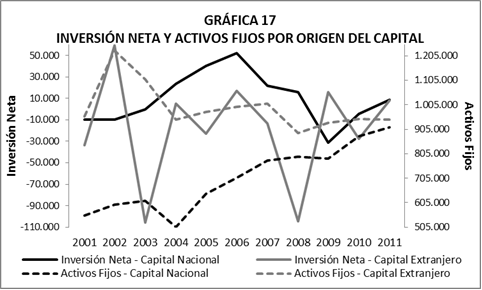 GRÁFICA 17
INVERSIÓN NETA Y ACTIVOS FIJOS POR ORIGEN DEL CAPITAL
Inversión Neta
50.000
30.000
10.000
-10.000
-30.000
-50.000
-70.000
-90.000
-110.000
1.205.000
1.105.000
1.005.000
905.000
805.000
705.000
605.000
505.000
Activos Fijos
2001 2002 2003 2004 2005 2006 2007 2008 2009 2010 2011
Inversión Neta - Capital Nacional Inversión Neta - Capital Extranjero
Activos Fijos - Capital Nacional Activos Fijos - Capital Extranjero